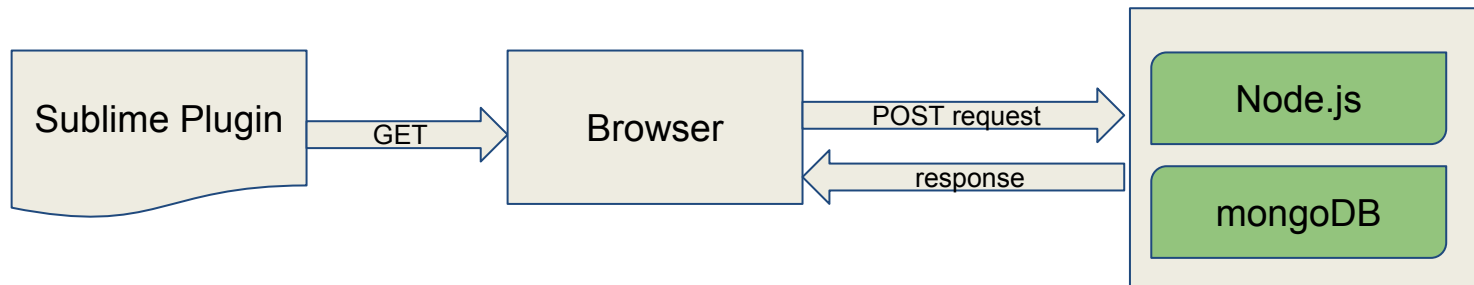 Sublime Plugin
GET
Browser
POST request
response
Node.js
mongoDB